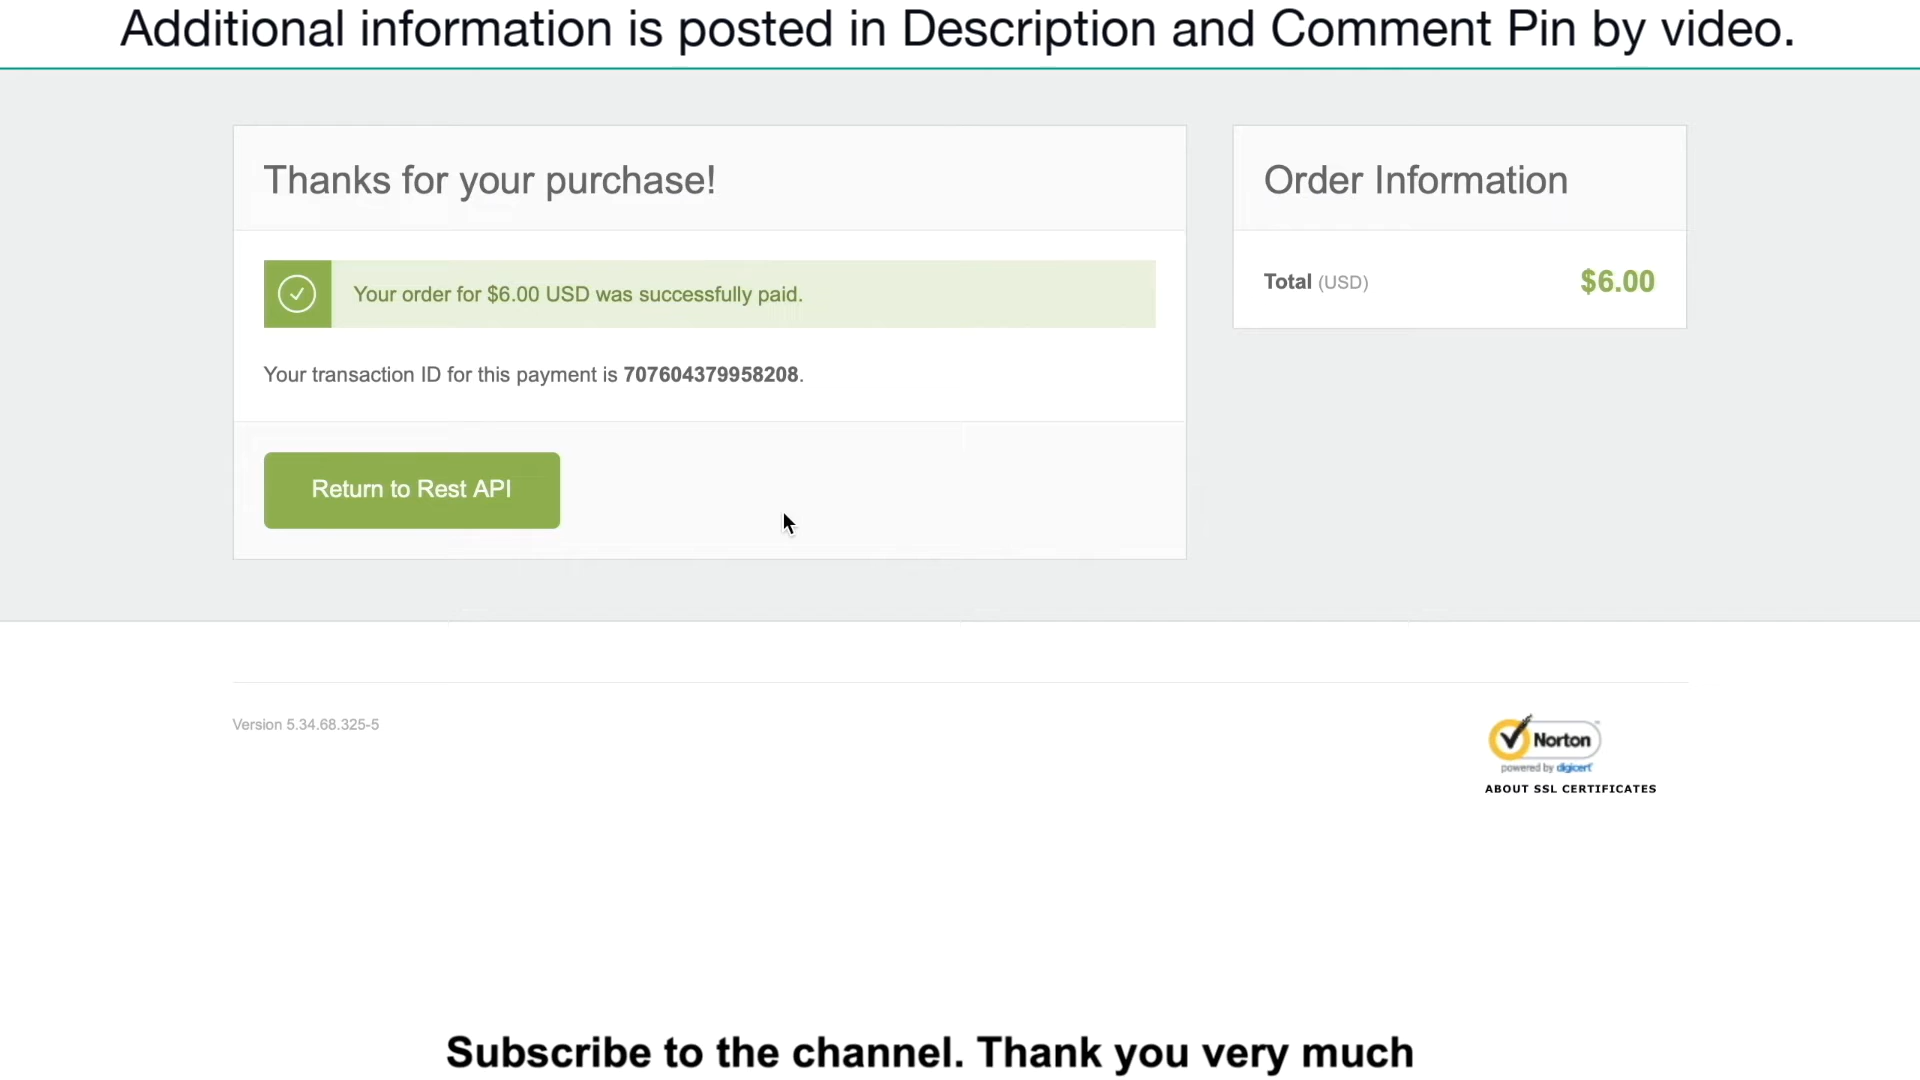 Additional information is posted in Description and Comment Pin by video.
Thanks for your purchase!
Your order for $6.00 USD was successfully paid.
Your transaction ID for this payment is 707604379958208.
Return to Rest API
Order Information
Total (USD) $6.00
Version 5.34.68.325-5
Norton
powered by digicert
ABOUT SSL CERTIFICATES
Subscribe to the channel. Thank you very much